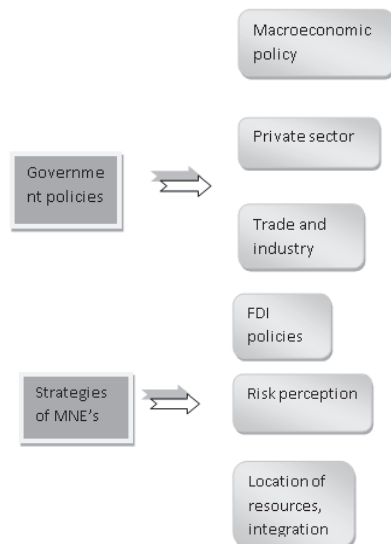 Macroeconomic
policy
Private sector
Governme
nt policies
Trade and
industry
FDI
policies
Strategies
of MNE's
Risk perception
Location of
resources,
integration